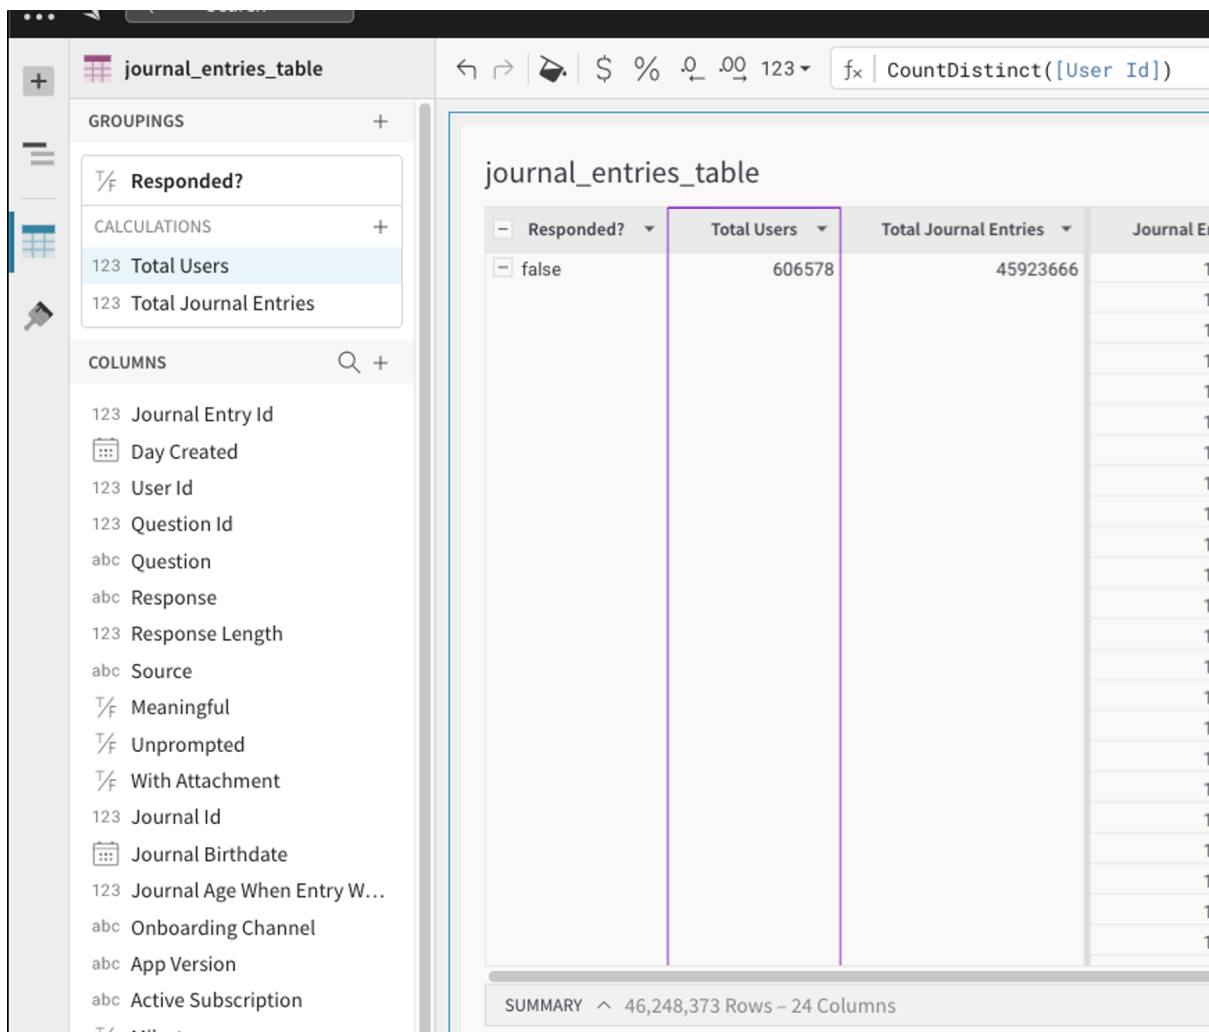 journal_entries_table
GROUPINGS
Responded?
CALCULATIONS
123 Total Users
123 Total Journal Entries
COLUMNS
123 Journal Entry Id
Day Created
123 User Id
123 Question Id
abc Question
abc Response
123 Response Length
abc Source
T/F Meaningful
T/F Unprompted
T/F With Attachment
123 Journal Id
Journal Birthdate
123 Journal Age When Entry W...
abc Onboarding Channel
abc App Version
abc Active Subscription
$ % .0 .00 123
fx CountDistinct([User Id])
journal_entries_table
Responded? Total Users Total Journal Entries Journal
false 606578 45923666
SUMMARY 46,248,373 Rows – 24 Columns